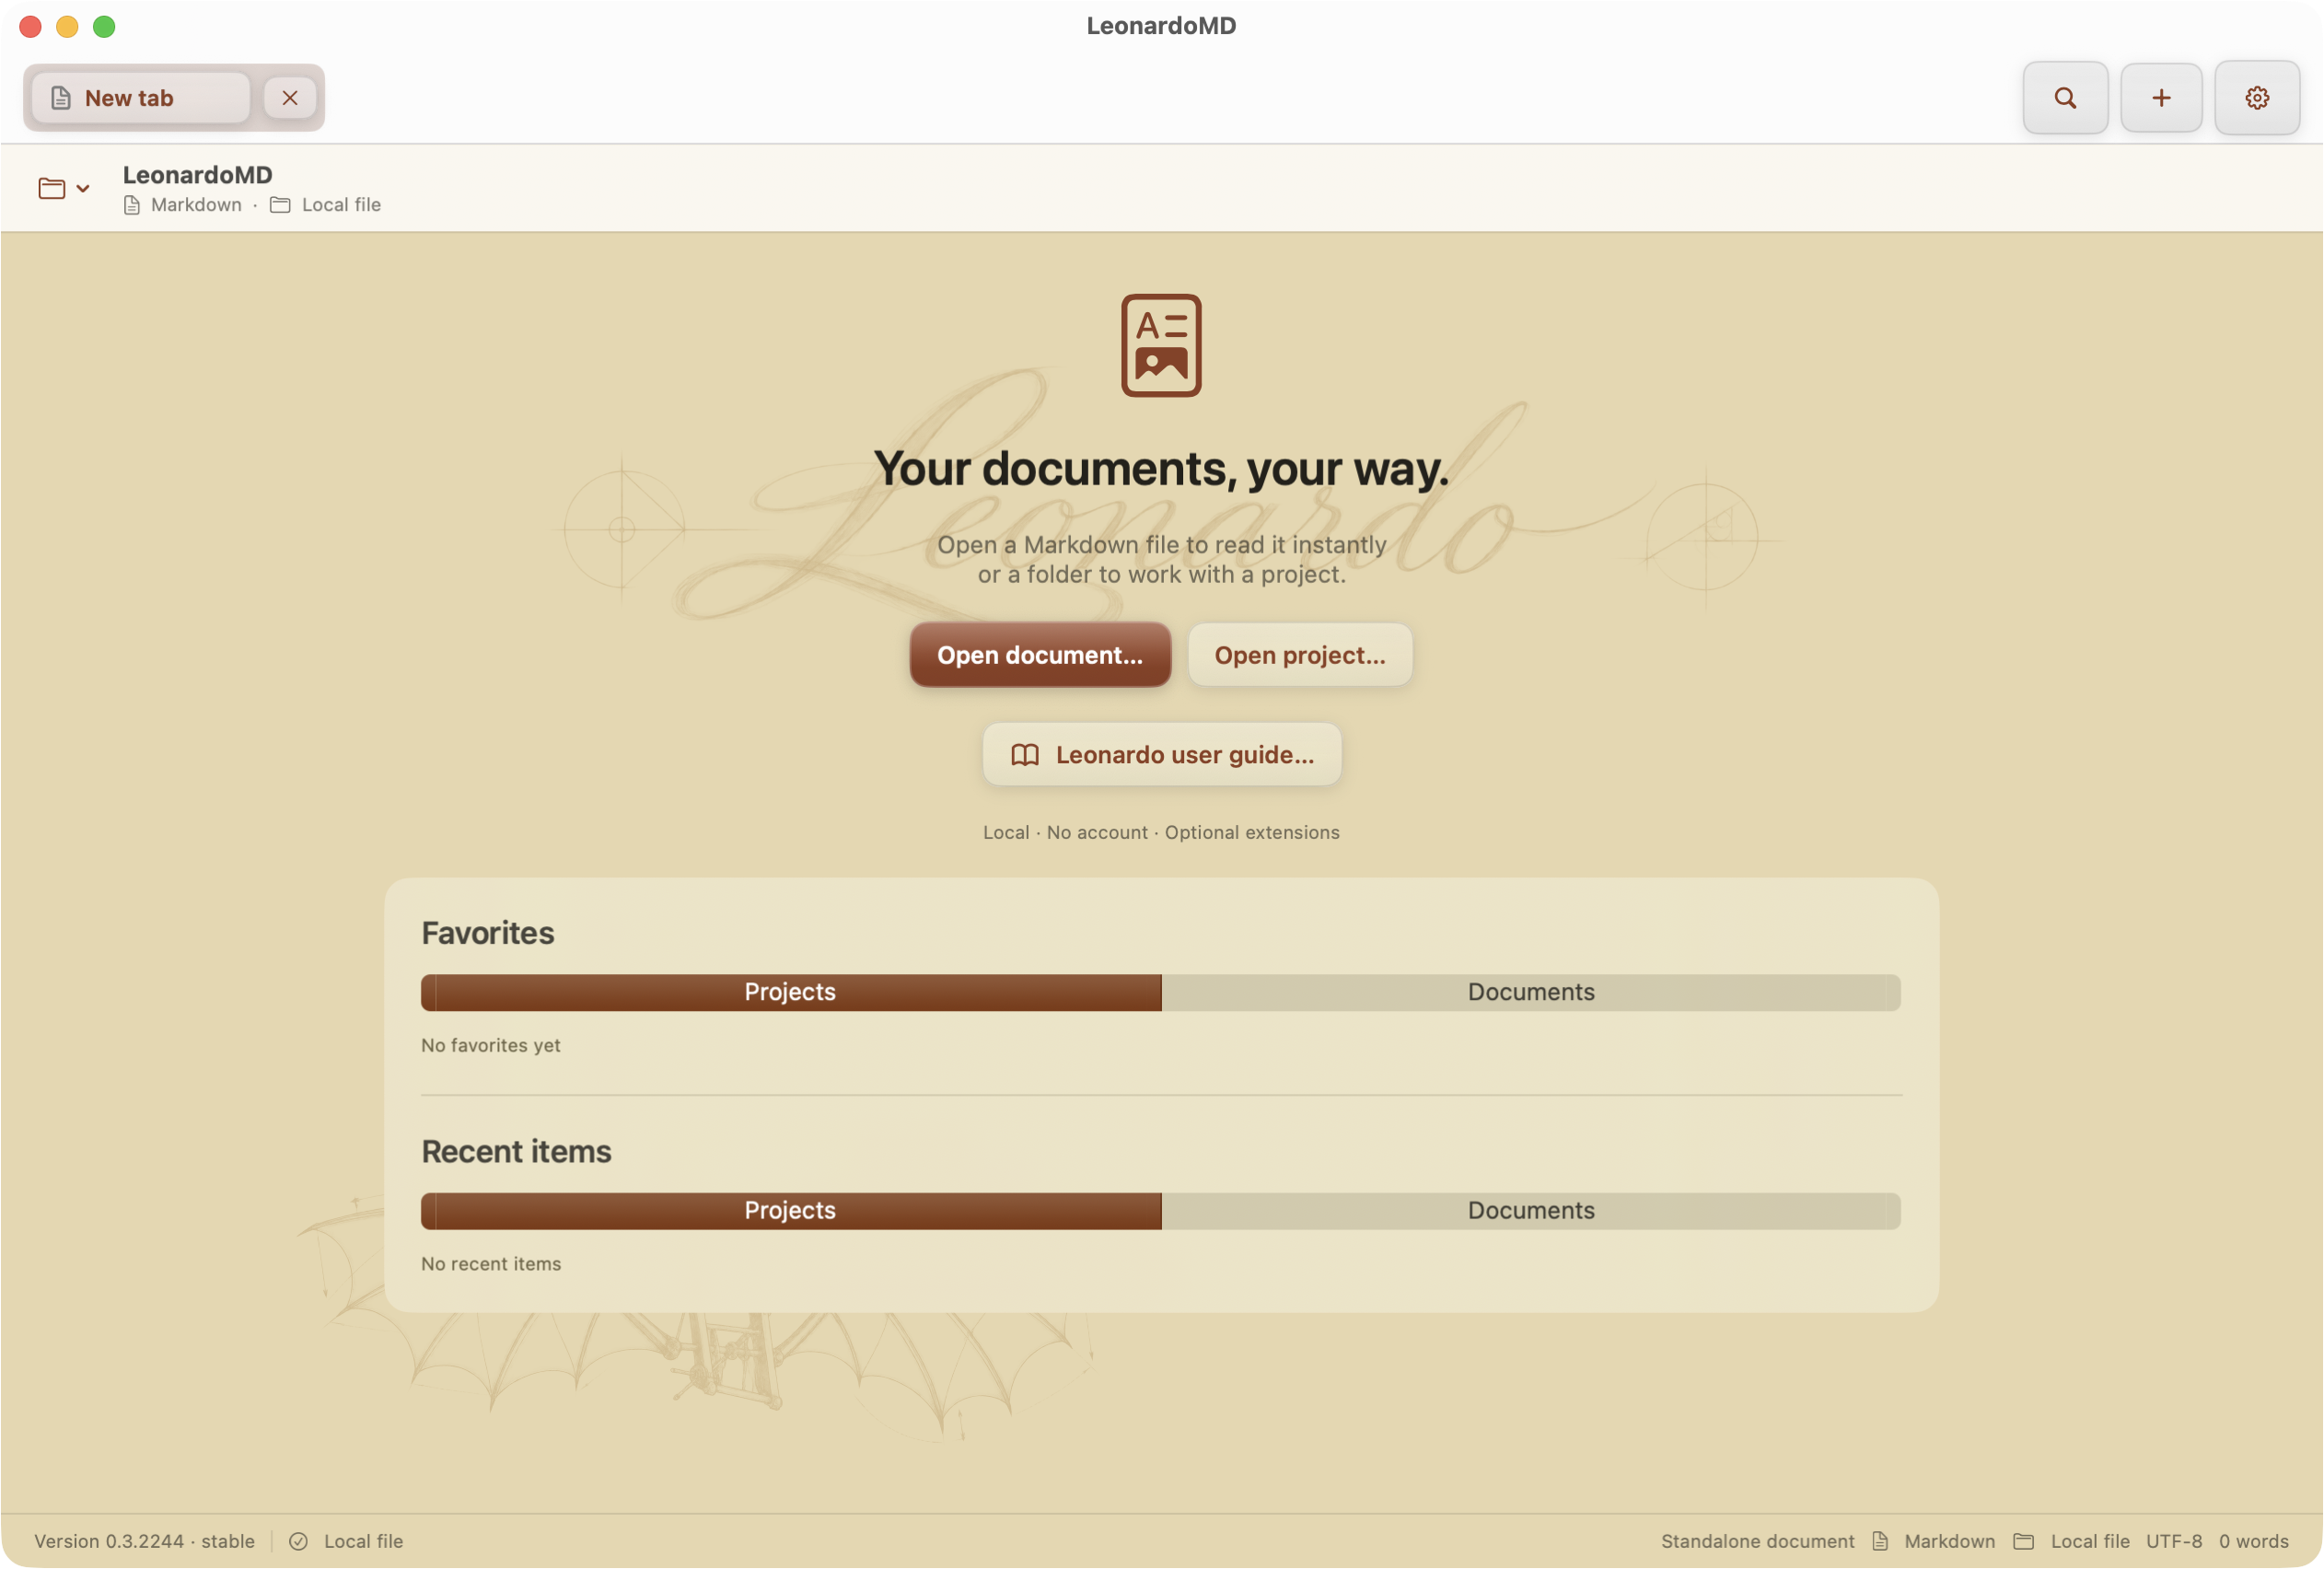 LeonardoMD
New tab
LeonardoMD
Markdown · Local file
A
Leonardo
Your documents, your way.
Open a Markdown file to read it instantly
or a folder to work with a project.
Open document...
Open project...
Leonardo user guide...
Local · No account · Optional extensions
Favorites
Projects
Documents
No favorites yet
Recent items
Projects
Documents
No recent items
Version 0.3.2244 · stable
Local file
Standalone document
Markdown
Local file
UTF-8
0 words